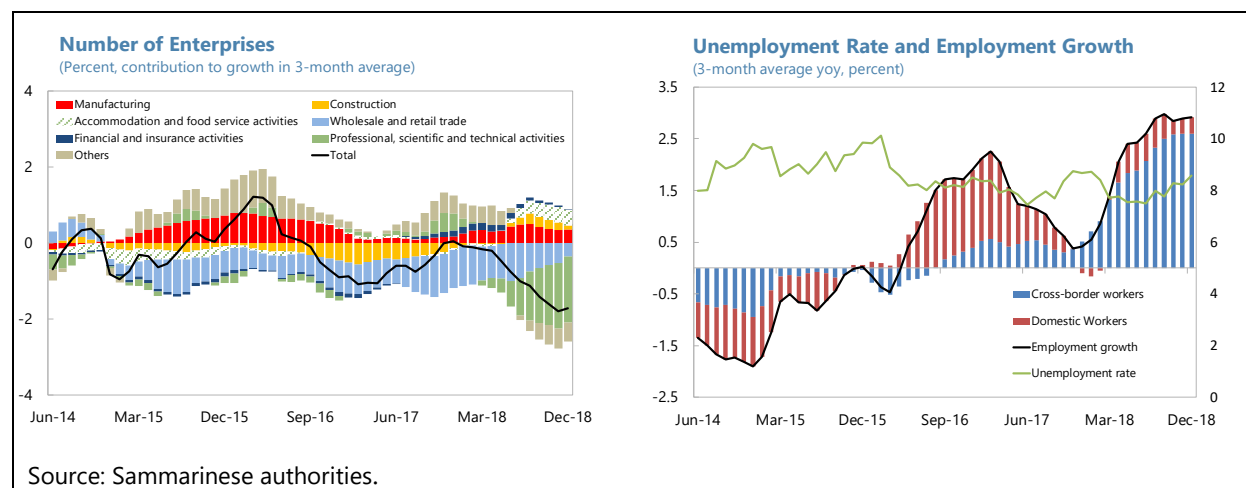 Number of Enterprises
(Percent, contribution to growth in 3-month average)
4
2
0
-2
-4
Manufacturing
Construction
Accommodation and food service activities
Wholesale and retail trade
Financial and insurance activities
Professional, scientific and technical activities
Others
Total
Jun-14
Mar-15
Dec-15
Sep-16
Jun-17
Mar-18
Dec-18
Unemployment Rate and Employment Growth
(3-month average yoy, percent)
3.5
2.5
1.5
0.5
-0.5
-1.5
-2.5
12
10
8
6
4
2
0
Cross-border workers
Domestic Workers
Employment growth
Unemployment rate
Jun-14
Mar-15
Dec-15
Sep-16
Jun-17
Mar-18
Dec-18
Source: Sammarinese authorities.